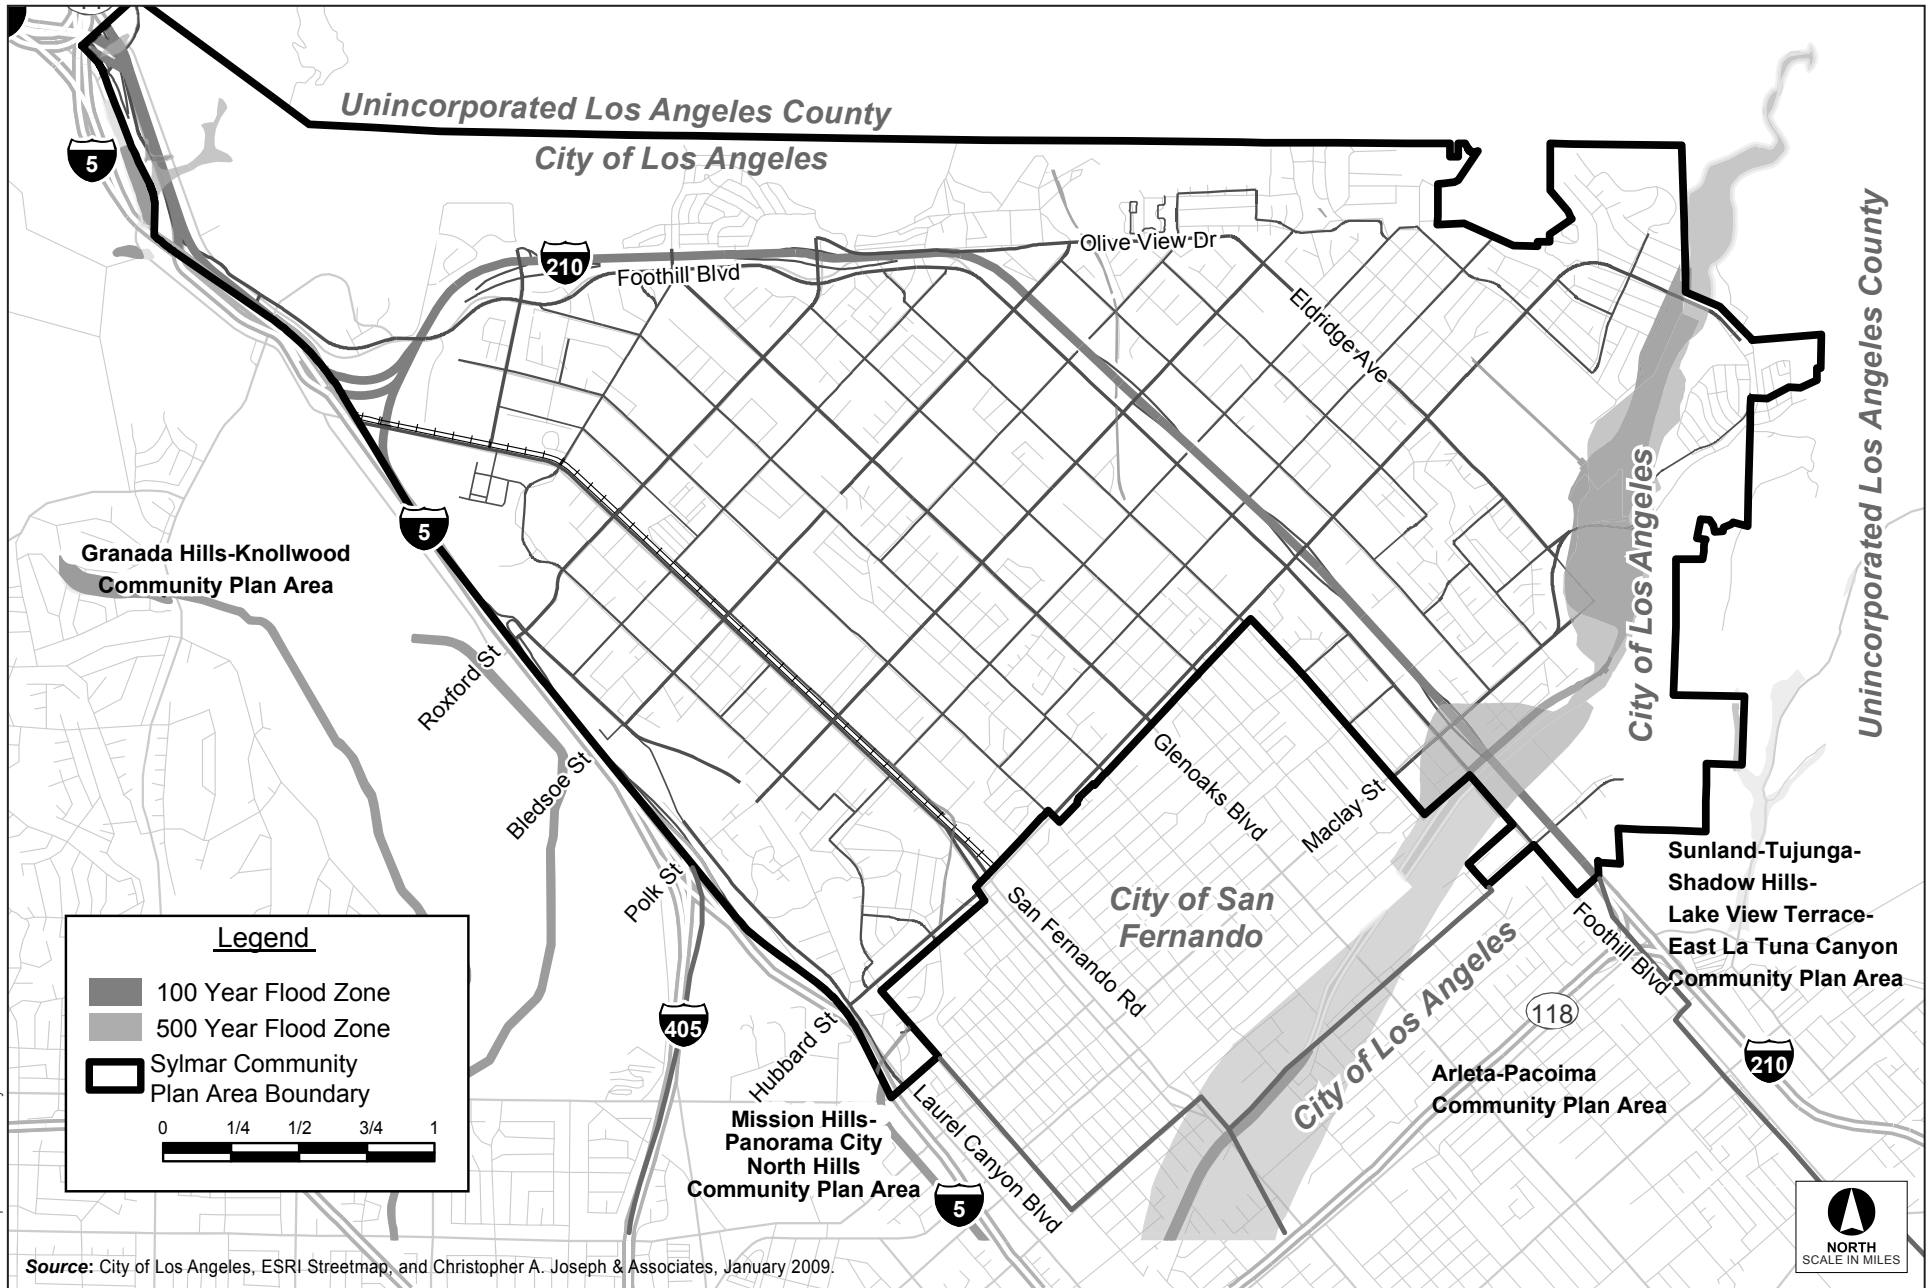 Unincorporated Los Angeles County
City of Los Angeles
5
210
Foothill Blvd
Olive View Dr
Eldridge Ave
Unincorporated Los Angeles County
City of Los Angeles
5
Granada Hills-Knollwood
Community Plan Area
Roxford St
Bledsoe St
Polk St
Hubbard St
Glenoaks Blvd
Maclay St
San Fernando Rd
City of San
Fernando
Foothill Blvd
Sunland-Tujunga-
Shadow Hills-
Lake View Terrace-
East La Tuna Canyon
Community Plan Area
City of Los Angeles
118
210
405
Arleta-Pacoima
Community Plan Area
Mission Hills-
Panorama City
North Hills
Community Plan Area
Laurel Canyon Blvd
5
Legend
100 Year Flood Zone
500 Year Flood Zone
Sylmar Community
Plan Area Boundary
0 1/4 1/2 3/4 1
NORTH
SCALE IN MILES
Source: City of Los Angeles, ESRI Streetmap, and Christopher A. Joseph & Associates, January 2009.